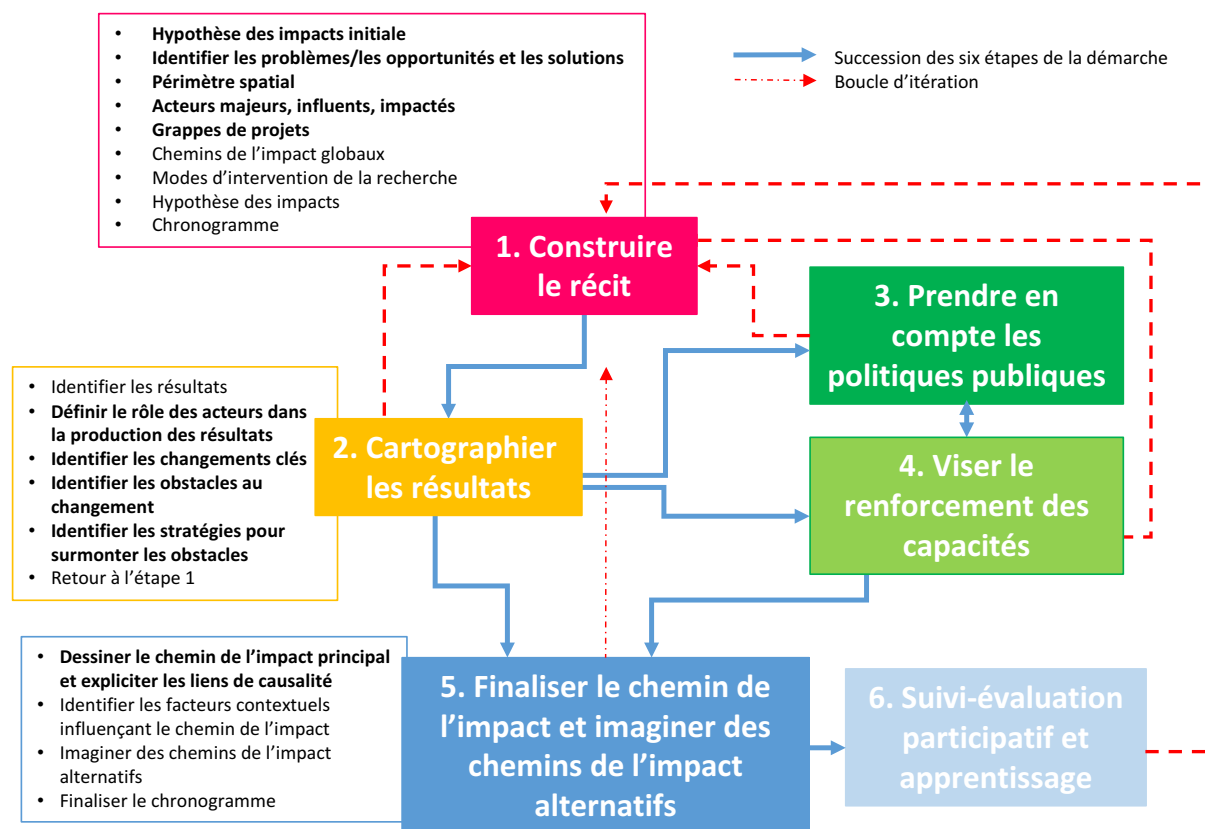 • Hypothèse des impacts initiale
• Identifier les problèmes/les opportunités et les solutions
• Périmètre spatial
• Acteurs majeurs, influents, impactés
• Grappes de projets
• Chemins de l'impact globaux
• Modes d'intervention de la recherche
• Hypothèse des impacts
• Chronogramme
Succession des six étapes de la démarche
Boucle d'itération
1. Construire
le récit
3. Prendre en
compte les
politiques publiques
• Identifier les résultats
• Définir le rôle des acteurs dans
la production des résultats
• Identifier les changements clés
• Identifier les obstacles au
changement
• Identifier les stratégies pour
surmonter les obstacles
• Retour à l'étape 1
2. Cartographier
les résultats
4. Viser le
renforcement des
capacités
• Dessiner le chemin de l'impact principal
et expliciter les liens de causalité
• Identifier les facteurs contextuels
influençant le chemin de l'impact
• Imaginer des chemins de l'impact
alternatifs
• Finaliser le chronogramme
5. Finaliser le chemin de
l'impact et imaginer des
chemins de l'impact
alternatifs
6. Suivi-évaluation
participatif et
apprentissage